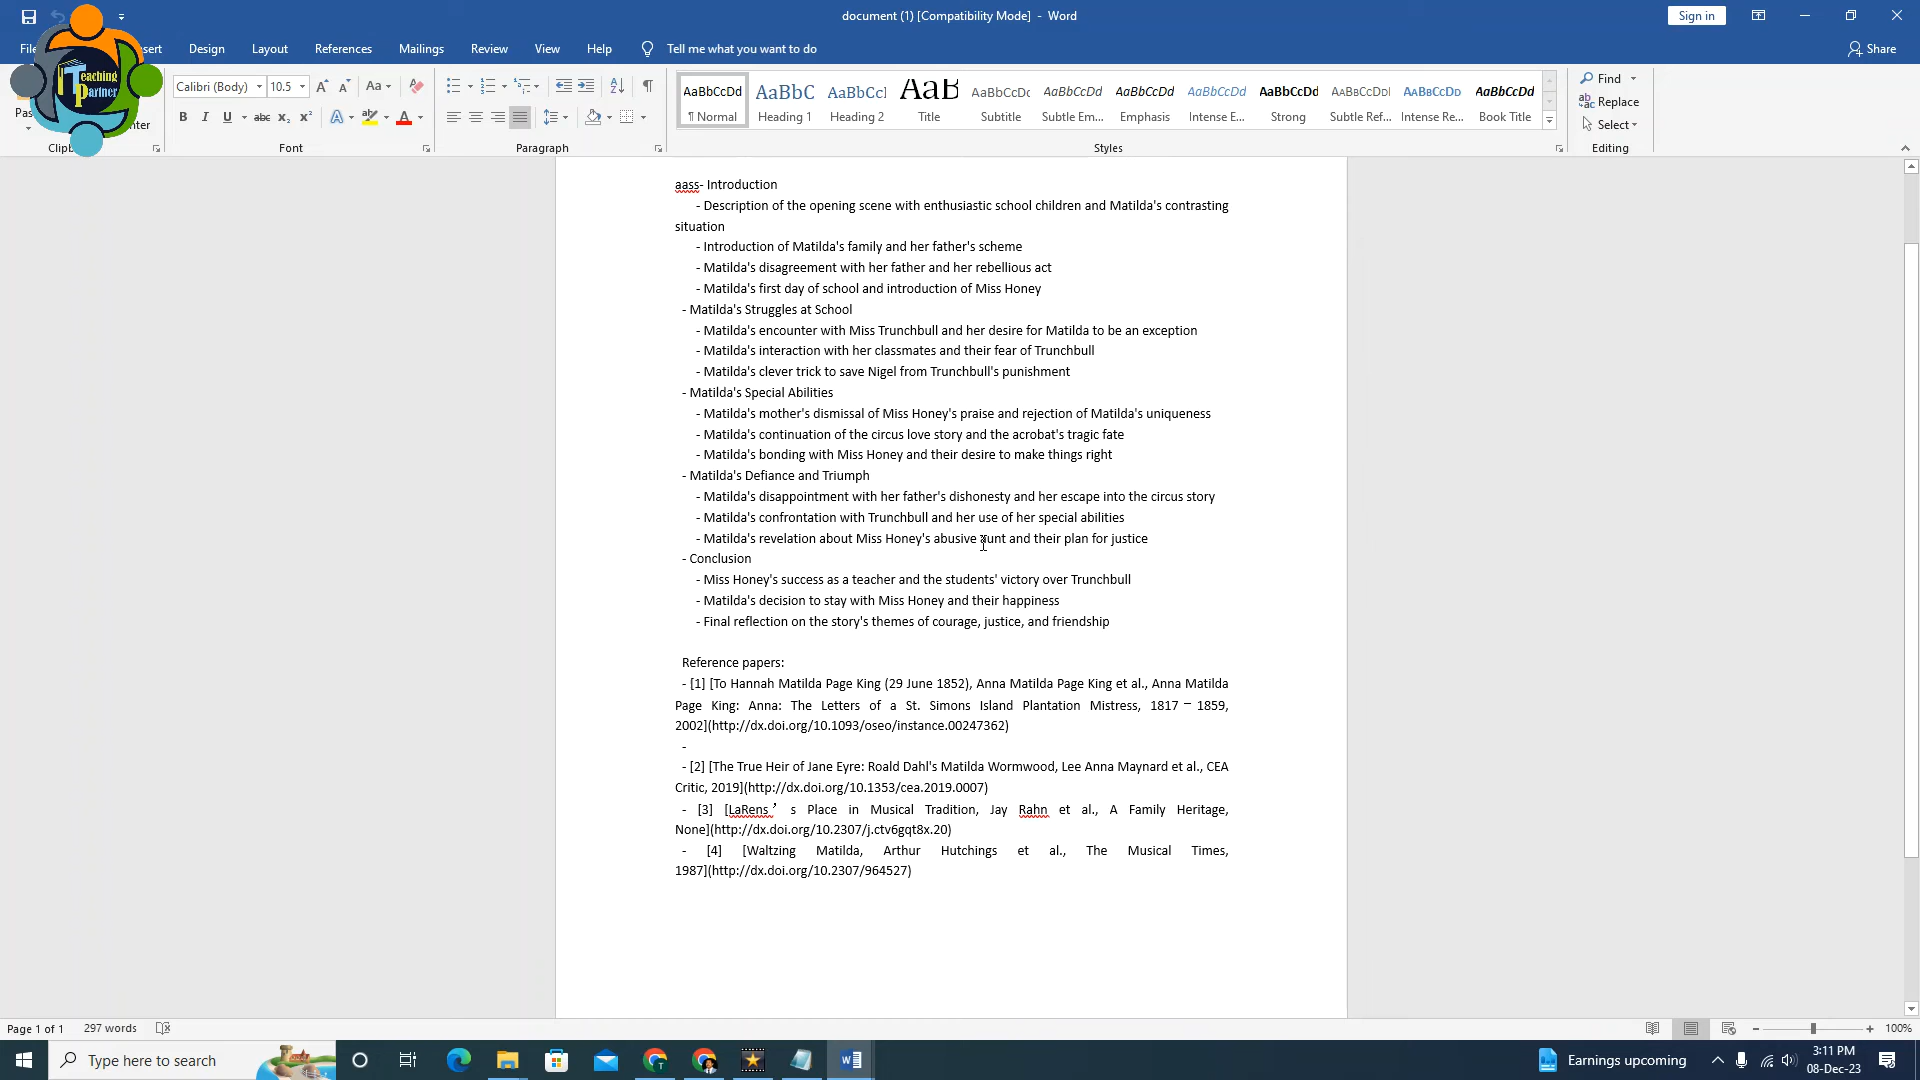 document (1) [Compatibility Mode] - Word
Sign in
Design Layout References Mailings Review View Help Tell me what you want to do
Share
IT Teaching Partner
Calibri (Body) 10.5
Font
Paragraph
AaBbCcDd ¶ Normal
AaBbC Heading 1
AaBbCcI Heading 2
AaB Title
AaBbCcDc Subtitle
AaBbCcDd Subtle Em...
AaBbCcDd Emphasis
AaBbCcDd Intense E...
AaBbCcDd Strong
AaBbCcDdI Subtle Ref...
AaBbCcDd Intense Re...
AaBbCcDd Book Title
Styles
Find
Replace
Select
Editing
aass- Introduction
- Description of the opening scene with enthusiastic school children and Matilda's contrasting
situation
- Introduction of Matilda's family and her father's scheme
- Matilda's disagreement with her father and her rebellious act
- Matilda's first day of school and introduction of Miss Honey
- Matilda's Struggles at School
- Matilda's encounter with Miss Trunchbull and her desire for Matilda to be an exception
- Matilda's interaction with her classmates and their fear of Trunchbull
- Matilda's clever trick to save Nigel from Trunchbull's punishment
- Matilda's Special Abilities
- Matilda's mother's dismissal of Miss Honey's praise and rejection of Matilda's uniqueness
- Matilda's continuation of the circus love story and the acrobat's tragic fate
- Matilda's bonding with Miss Honey and their desire to make things right
- Matilda's Defiance and Triumph
- Matilda's disappointment with her father's dishonesty and her escape into the circus story
- Matilda's confrontation with Trunchbull and her use of her special abilities
- Matilda's revelation about Miss Honey's abusive aunt and their plan for justice
- Conclusion
- Miss Honey's success as a teacher and the students' victory over Trunchbull
- Matilda's decision to stay with Miss Honey and their happiness
- Final reflection on the story's themes of courage, justice, and friendship
Reference papers:
- [1] [To Hannah Matilda Page King (29 June 1852), Anna Matilda Page King et al., Anna Matilda
Page King: Anna: The Letters of a St. Simons Island Plantation Mistress, 1817–1859,
2002](http://dx.doi.org/10.1093/oseo/instance.00247362)
-
- [2] [The True Heir of Jane Eyre: Roald Dahl's Matilda Wormwood, Lee Anna Maynard et al., CEA
Critic, 2019](http://dx.doi.org/10.1353/cea.2019.0007)
- [3] [LaRens’ s Place in Musical Tradition, Jay Rahn et al., A Family Heritage,
None](http://dx.doi.org/10.2307/j.ctv6gqt8x.20)
- [4] [Waltzing Matilda, Arthur Hutchings et al., The Musical Times,
1987](http://dx.doi.org/10.2307/964527)
Page 1 of 1 297 words
100%
Type here to search
Earnings upcoming
3:11 PM
08-Dec-23